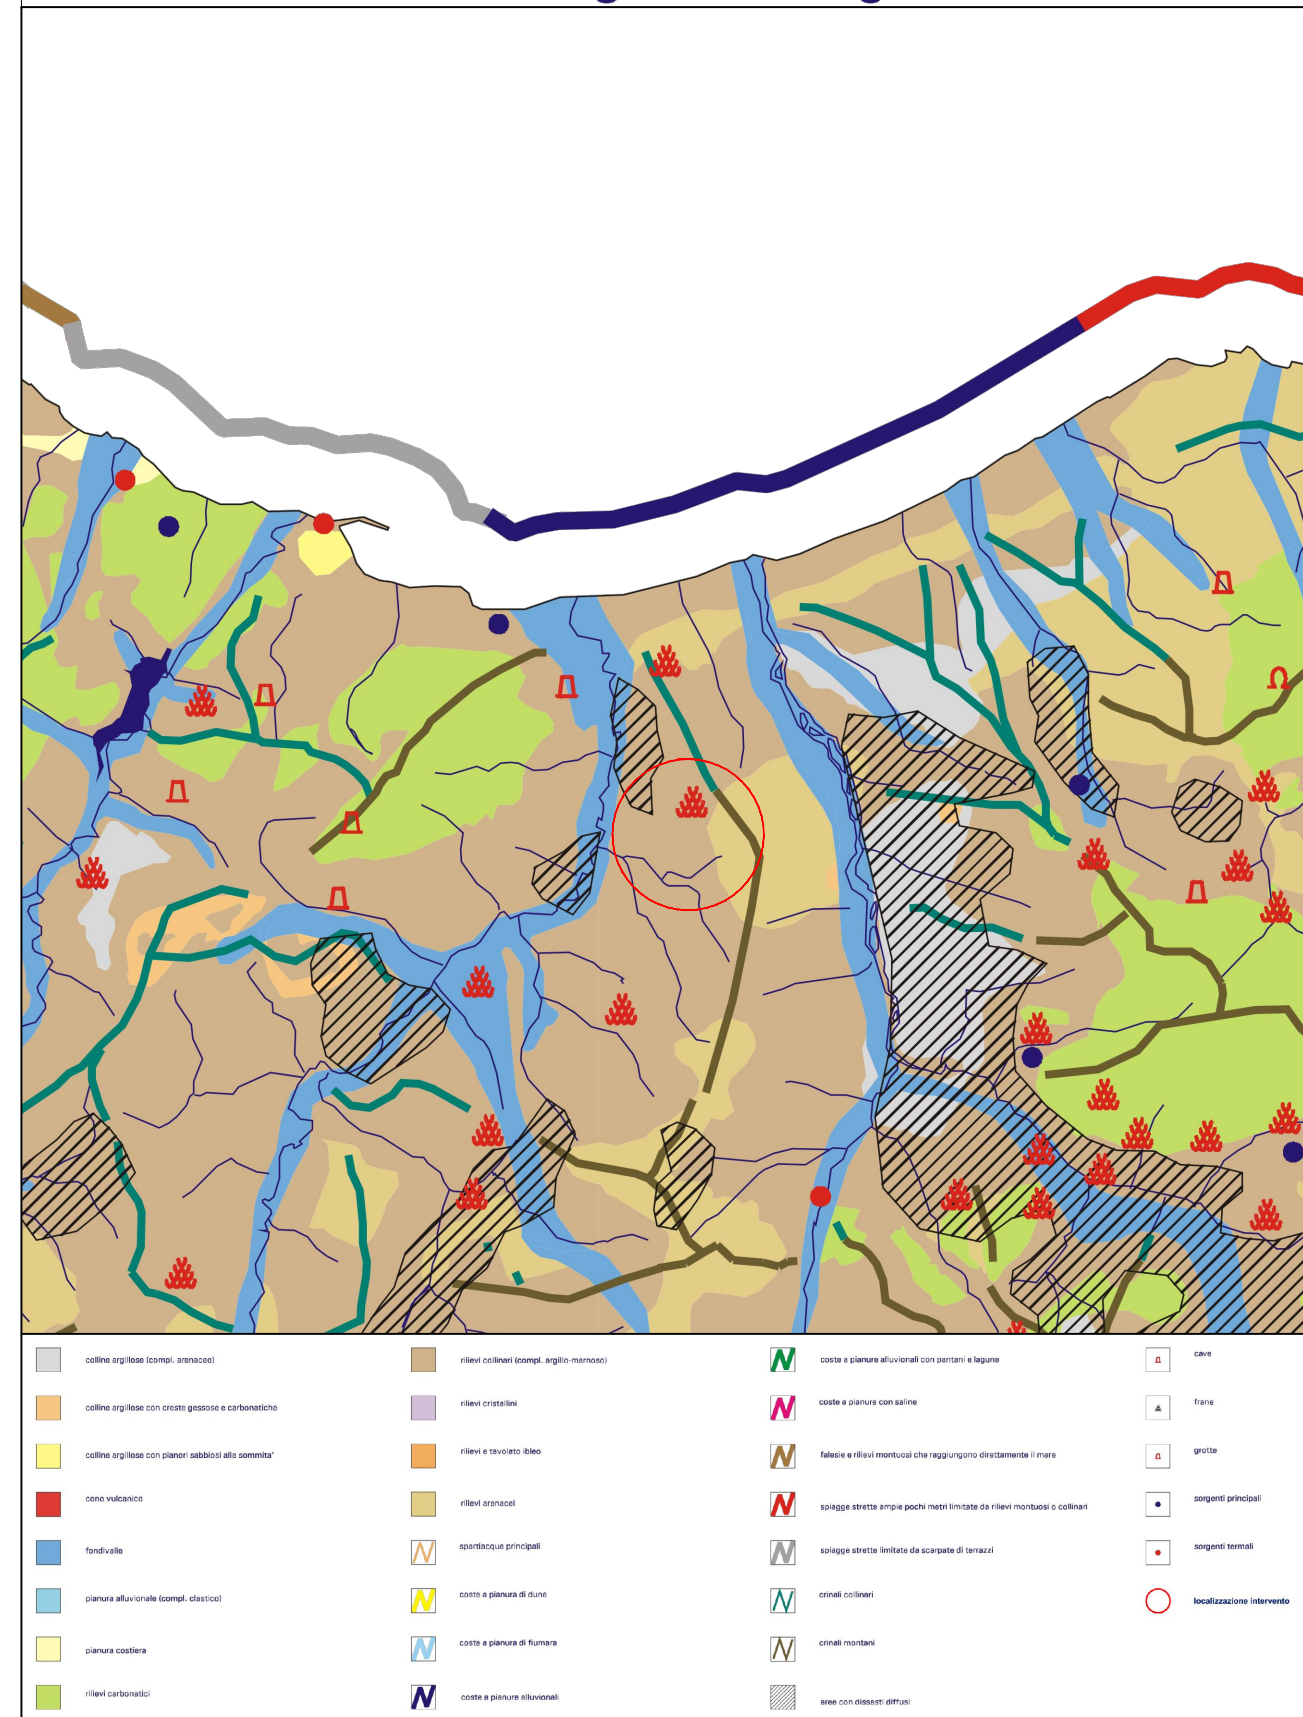 colline argillose (compl. arenaceo)
colline argillose con creste gessose e carbonatiche
colline argillose con pianori sabbiosi alla sommita'
cono vulcanico
fondivalle
pianura alluvionale (compl. clastico)
pianura costiera
rilievi carbonatici
rilievi collinari (compl. argillo-marnoso)
rilievi cristallini
rilievi e tavolato ibleo
rilievi arenacei
spartiacque principali
coste a pianura di dune
coste a pianura di fiumara
coste a pianure alluvionali
coste a pianure alluvionali con pantani e lagune
coste a pianure con saline
falesie e rilievi montuosi che raggiungono direttamente il mare
spiagge strette ampie pochi metri limitate da rilievi montuosi o collinari
spiagge strette limitate da scarpate di terrazzi
crinali collinari
crinali montani
aree con dissesti diffusi
cave
frane
grotte
sorgenti principali
sorgenti termali
localizzazione intervento